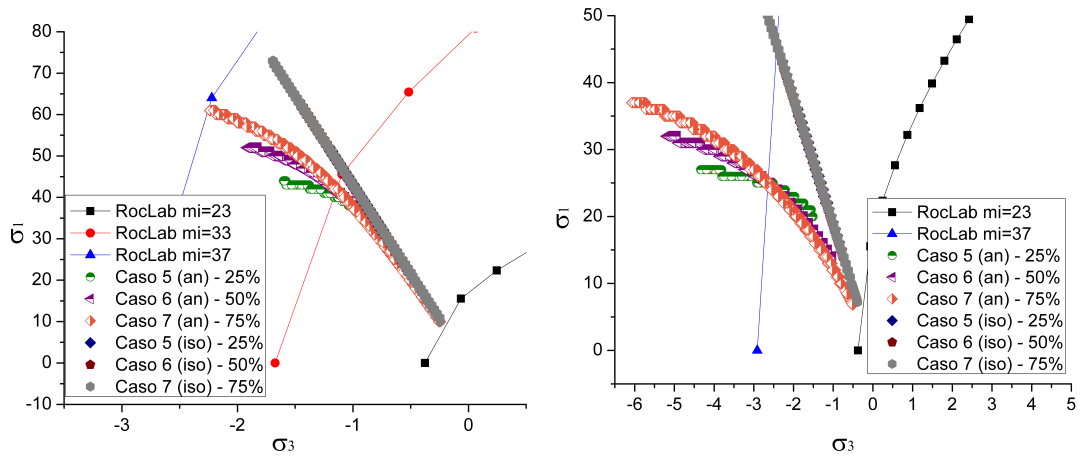 80
70
60
50
40
30
20
10
0
-10
σ1
RocLab mi=23
RocLab mi=33
RocLab mi=37
Caso 5 (an) - 25%
Caso 6 (an) - 50%
Caso 7 (an) - 75%
Caso 5 (iso) - 25%
Caso 6 (iso) - 50%
Caso 7 (iso) - 75%
-3 -2 -1 0
σ3
50
40
30
20
10
0
σ1
RocLab mi=23
RocLab mi=37
Caso 5 (an) - 25%
Caso 6 (an) - 50%
Caso 7 (an) - 75%
Caso 5 (iso) - 25%
Caso 6 (iso) - 50%
Caso 7 (iso) - 75%
-6 -5 -4 -3 -2 -1 0 1 2 3 4 5
σ3